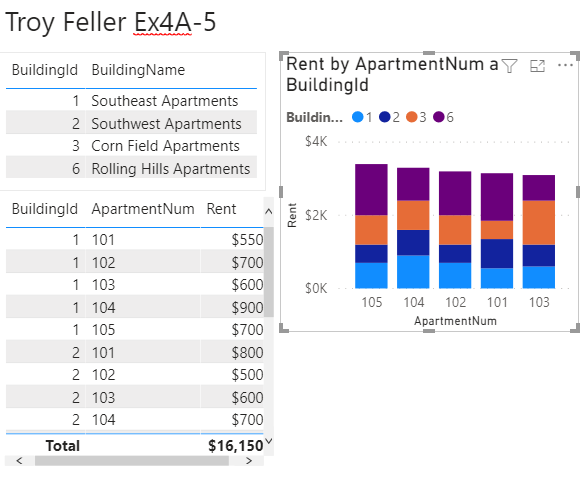 Troy Feller Ex4A-5
BuildingId BuildingName
1 Southeast Apartments
2 Southwest Apartments
3 Corn Field Apartments
6 Rolling Hills Apartments
BuildingId ApartmentNum Rent
1 101 $550
1 102 $700
1 103 $600
1 104 $900
1 105 $700
2 101 $800
2 102 $500
2 103 $600
2 104 $700
Total $16,150
Rent by ApartmentNum a
BuildingId
Buildin... 1 2 3 6
$4K
$2K
$0K
Rent
105 104 102 101 103
ApartmentNum